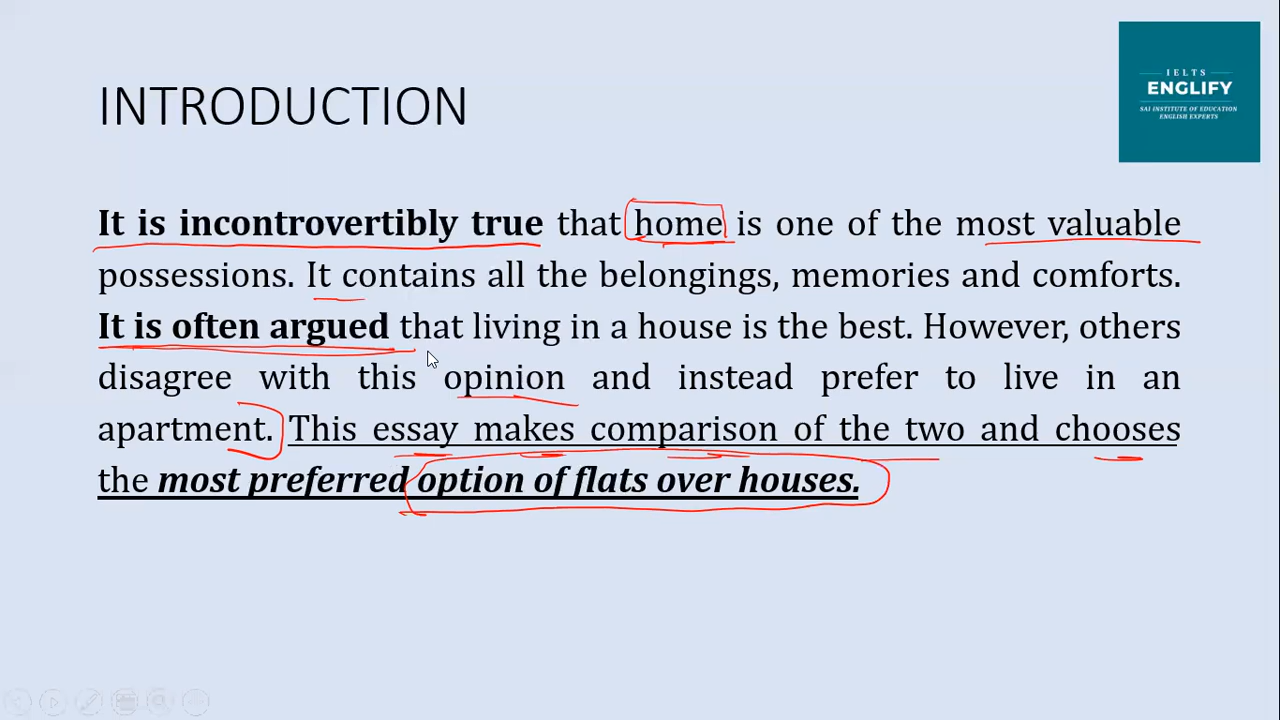 INTRODUCTION
IELTS
ENGLIFY
SAI INSTITUTE OF EDUCATION
ENGLISH EXPERTS
It is incontrovertibly true that home is one of the most valuable
possessions. It contains all the belongings, memories and comforts.
It is often argued that living in a house is the best. However, others
disagree with this opinion and instead prefer to live in an
apartment. This essay makes comparison of the two and chooses
the most preferred option of flats over houses.